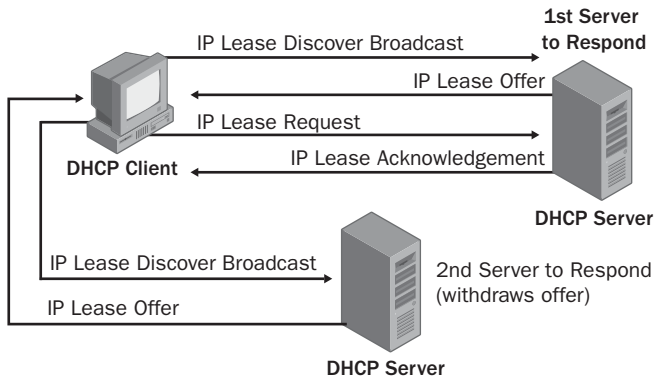 1st Server
to Respond
IP Lease Discover Broadcast
IP Lease Offer
IP Lease Request
IP Lease Acknowledgement
DHCP Client
DHCP Server
IP Lease Discover Broadcast
2nd Server to Respond
(withdraws offer)
IP Lease Offer
DHCP Server